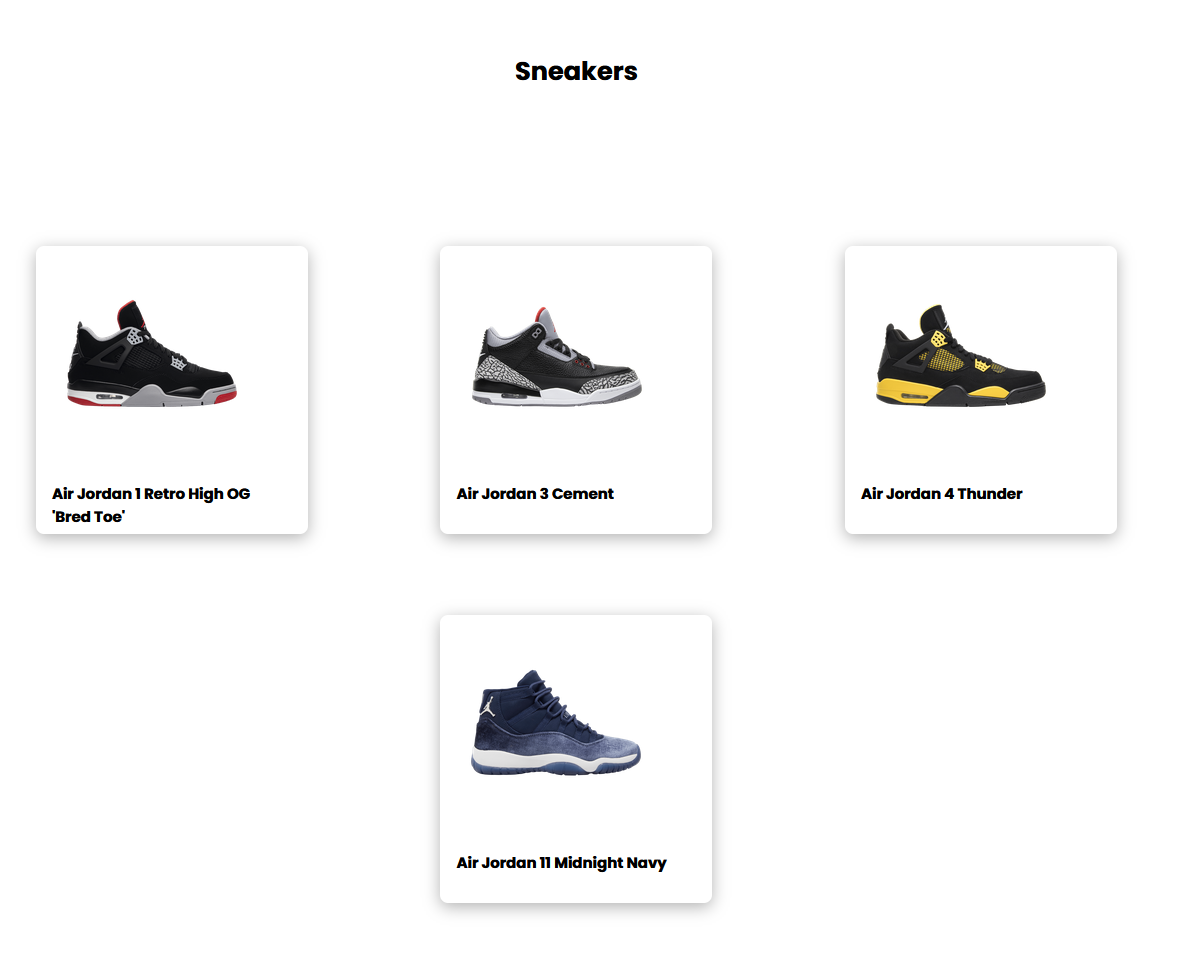 Sneakers
Air Jordan 1 Retro High OG
'Bred Toe'
Air Jordan 3 Cement
Air Jordan 4 Thunder
Air Jordan 11 Midnight Navy